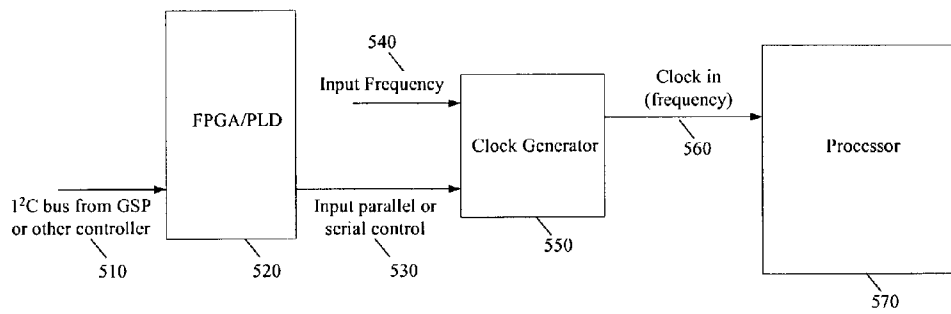 540
Input Frequency
FPGA/PLD
Clock Generator
Clock in
(frequency)
560
Processor
I²C bus from GSP
or other controller
510
520
Input parallel or
serial control
530
550
570